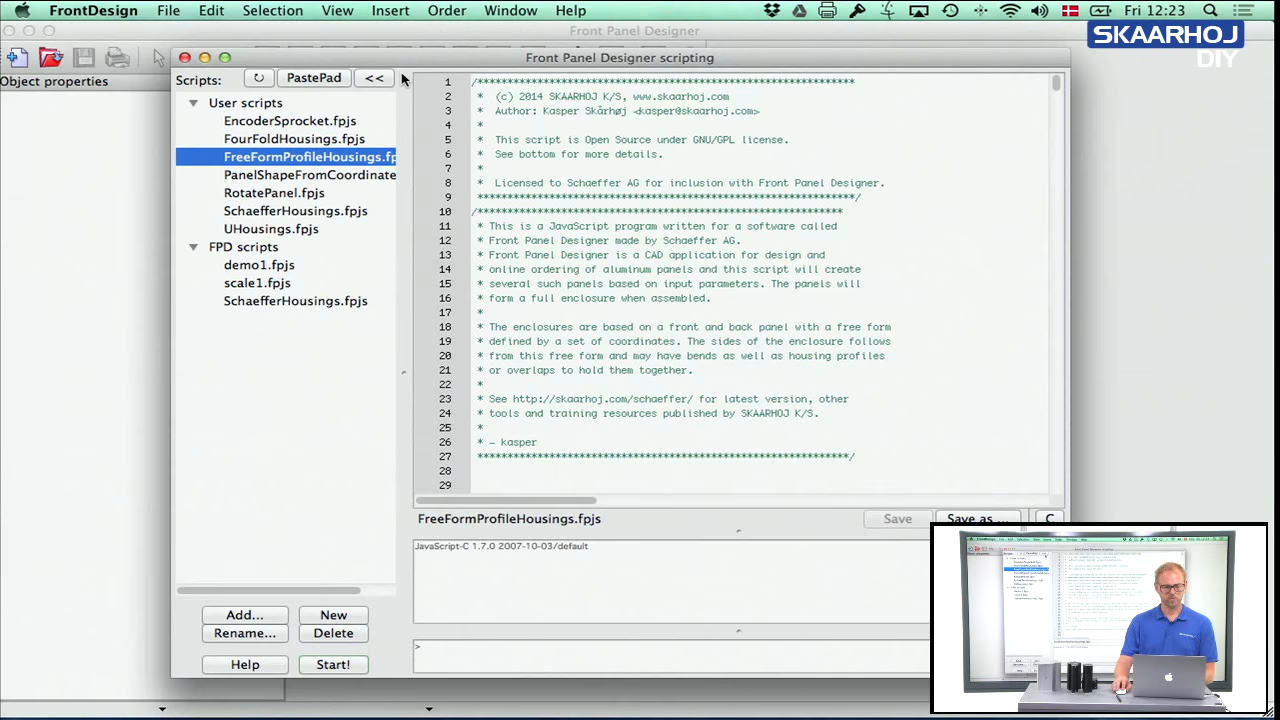 FrontDesign File Edit Selection View Insert Order Window Help Fri 12:23
Front Panel Designer
SKAARHOJ
DIY
Object properties
Front Panel Designer scripting
Scripts: PastePad <<
User scripts
EncoderSprocket.fpjs
FourFoldHousings.fpjs
FreeFormProfileHousings.fp
PanelShapeFromCoordinate
RotatePanel.fpjs
SchaefferHousings.fpjs
UHousings.fpjs
FPD scripts
demo1.fpjs
scale1.fpjs
SchaefferHousings.fpjs
Add... New
Rename... Delete
Help Start!
1 /***************************************************************
2 * (c) 2014 SKAARHOJ K/S, www.skaarhoj.com
3 * Author: Kasper Skårhøj <kasper@skaarhoj.com>
4 *
5 * This script is Open Source under GNU/GPL license.
6 * See bottom for more details.
7 *
8 * Licensed to Schaeffer AG for inclusion with Front Panel Designer.
9 ***************************************************************/
10 /*************************************************************
11 * This is a JavaScript program written for a software called
12 * Front Panel Designer made by Schaeffer AG.
13 * Front Panel Designer is a CAD application for design and
14 * online ordering of aluminum panels and this script will create
15 * several such panels based on input parameters. The panels will
16 * form a full enclosure when assembled.
17 *
18 * The enclosures are based on a front and back panel with a free form
19 * defined by a set of coordinates. The sides of the enclosure follows
20 * from this free form and may have bends as well as housing profiles
21 * or overlaps to hold them together.
22 *
23 * See http://skaarhoj.com/schaeffer/ for latest version, other
24 * tools and training resources published by SKAARHOJ K/S.
25 *
26 * - kasper
27 **************************************************************/
28
29
FreeFormProfileHousings.fpjs Save Save as ... C
JavaScript-C 1.8.0 pre-release 1 2007-10-03/default
>